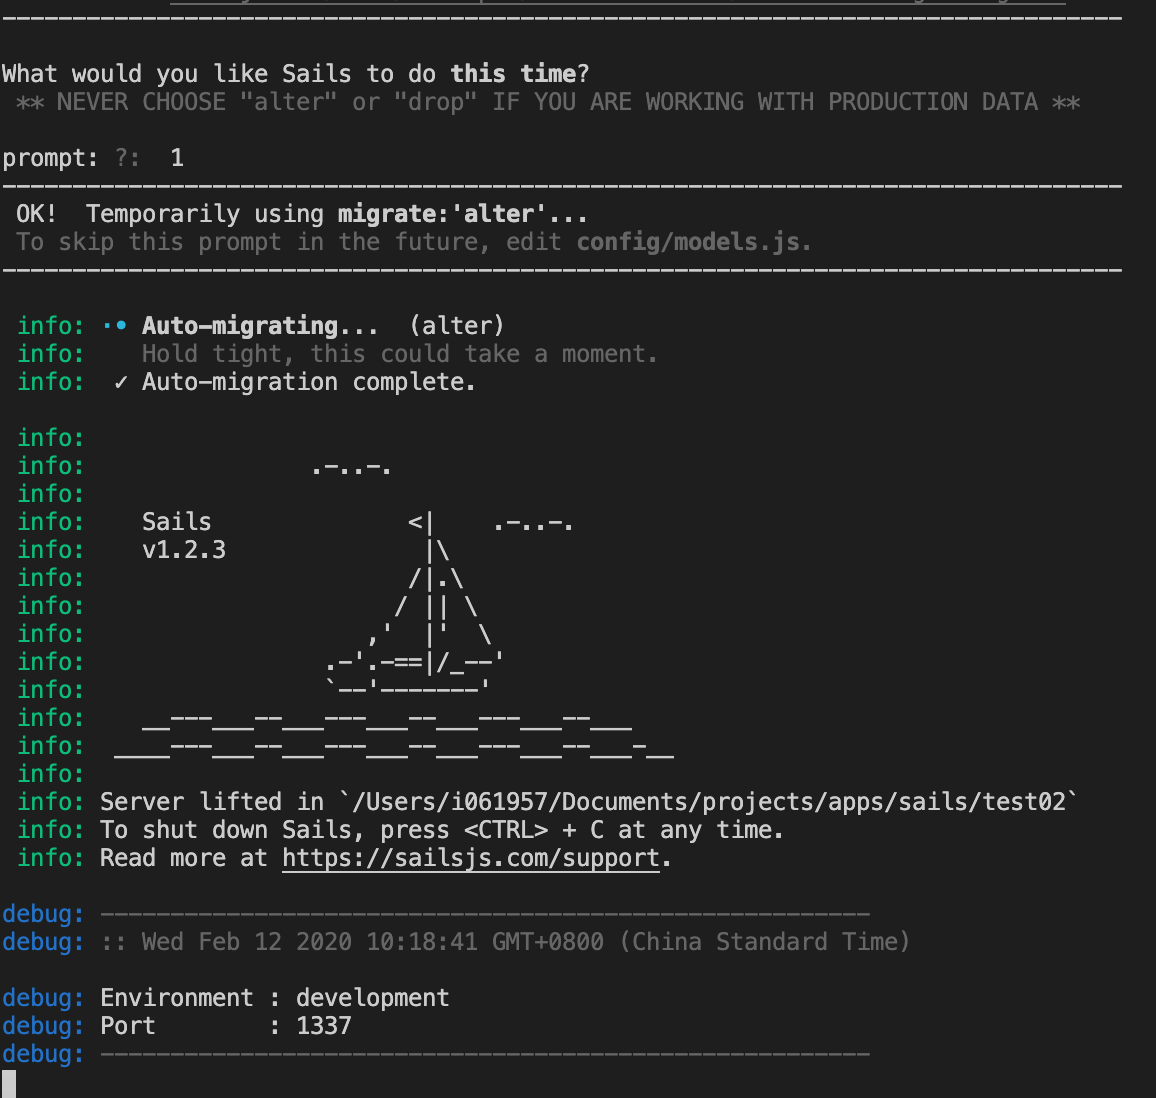 What would you like Sails to do this time?
** NEVER CHOOSE "alter" or "drop" IF YOU ARE WORKING WITH PRODUCTION DATA **
prompt: ?:  1
OK!  Temporarily using migrate:'alter'...
To skip this prompt in the future, edit config/models.js.
info: ·• Auto-migrating...  (alter)
info:    Hold tight, this could take a moment.
info:  ✓ Auto-migration complete.
info:
info:                .-..-.
info:
info:    Sails              <|    .-..-.
info:    v1.2.3              |\
info:                       /|.\
info:                      / || \
info:                    ,'  |'  \
info:                 .-'.-==|/_--'
info:                 `--'-------'
info:    __---___--___---___--___---___--___
info:  ____---___--___---___--___---___--___-__
info:
info: Server lifted in `/Users/i061957/Documents/projects/apps/sails/test02`
info: To shut down Sails, press <CTRL> + C at any time.
info: Read more at https://sailsjs.com/support.
debug: -------------------------------------------------------
debug: :: Wed Feb 12 2020 10:18:41 GMT+0800 (China Standard Time)
debug: Environment : development
debug: Port        : 1337
debug: -------------------------------------------------------